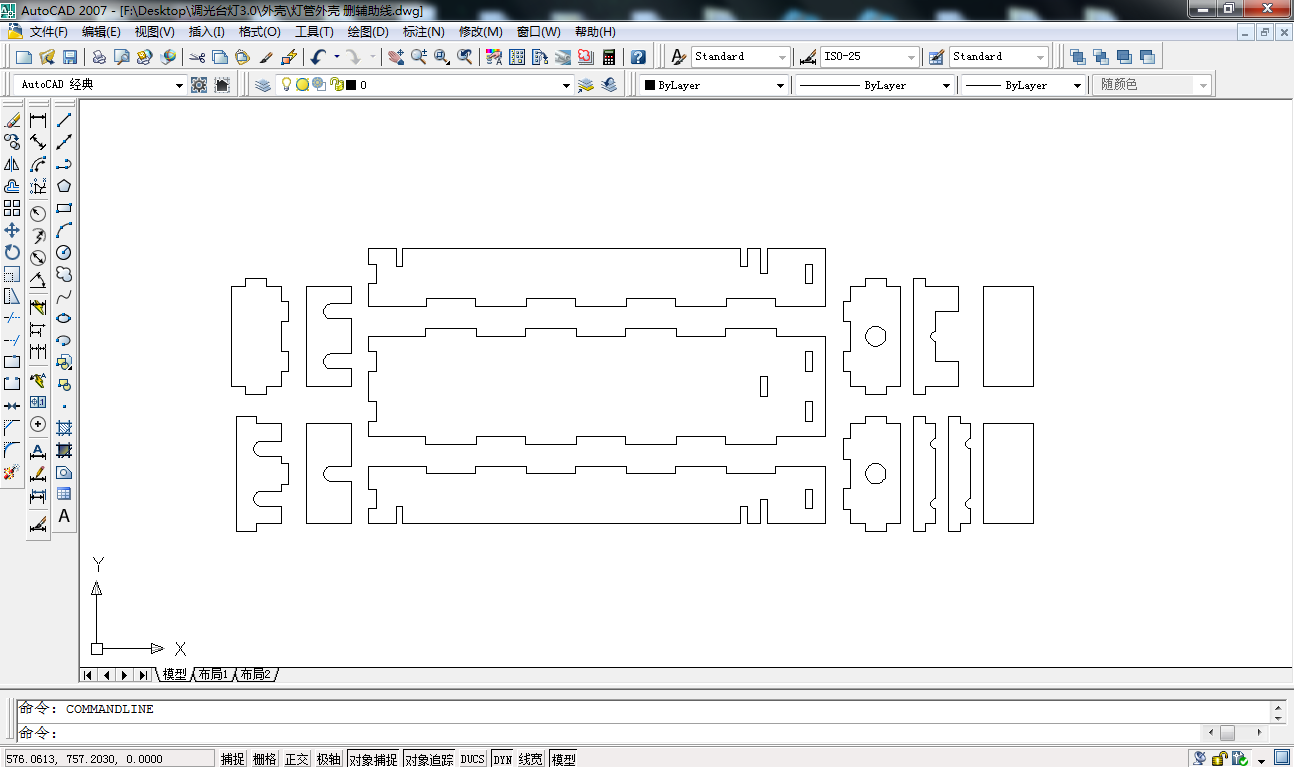 AutoCAD 2007 - [F:\Desktop\调光台灯3.0\外壳\灯管外壳 删辅助线.dwg]
文件(F) 编辑(E) 视图(V) 插入(I) 格式(O) 工具(T) 绘图(D) 标注(N) 修改(M) 窗口(W) 帮助(H)
Standard ISO-25 Standard
AutoCAD 经典 0 ByLayer ByLayer ByLayer 随颜色
A
Y
X
模型 布局1 布局2
命令: COMMANDLINE
命令:
576.0613, 757.2030, 0.0000 捕捉 栅格 正交 极轴 对象捕捉 对象追踪 DUCS DYN 线宽 模型